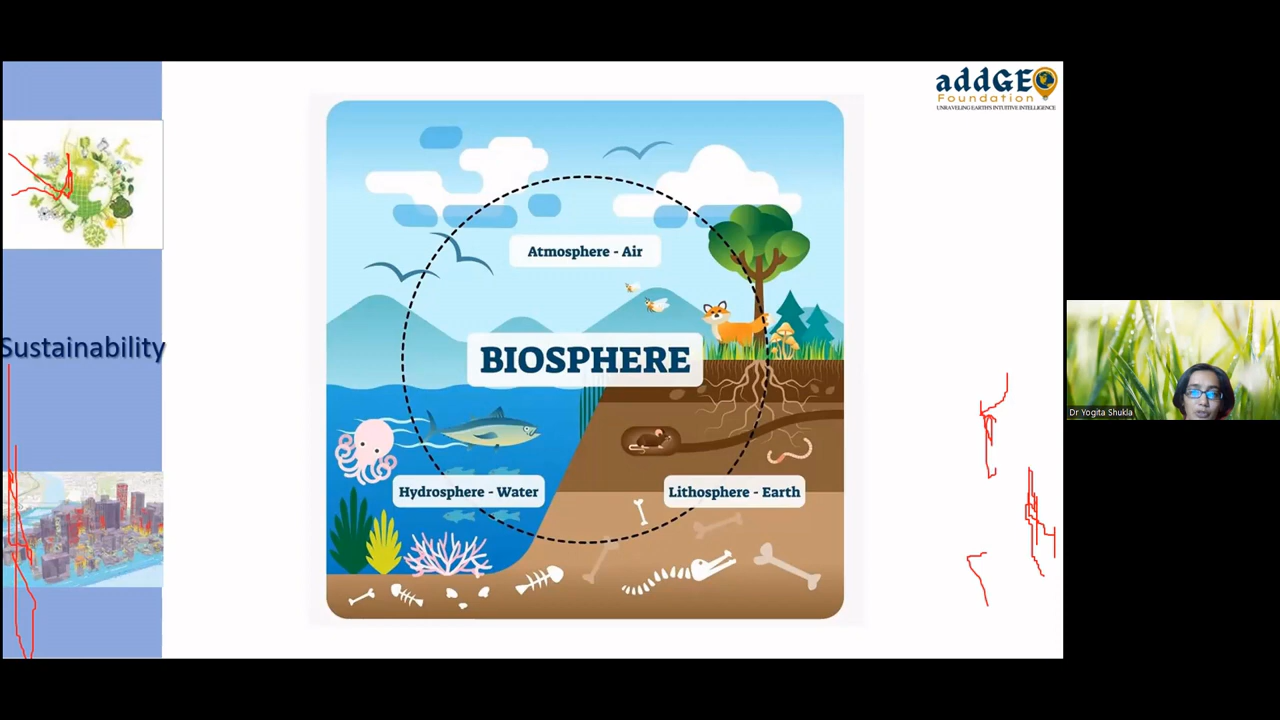 addGEO
Foundation
UNRAVELING EARTH'S INTUITIVE INTELLIGENCE
Sustainability
Atmosphere - Air
BIOSPHERE
Hydrosphere - Water
Lithosphere - Earth
Dr Yogita Shukla